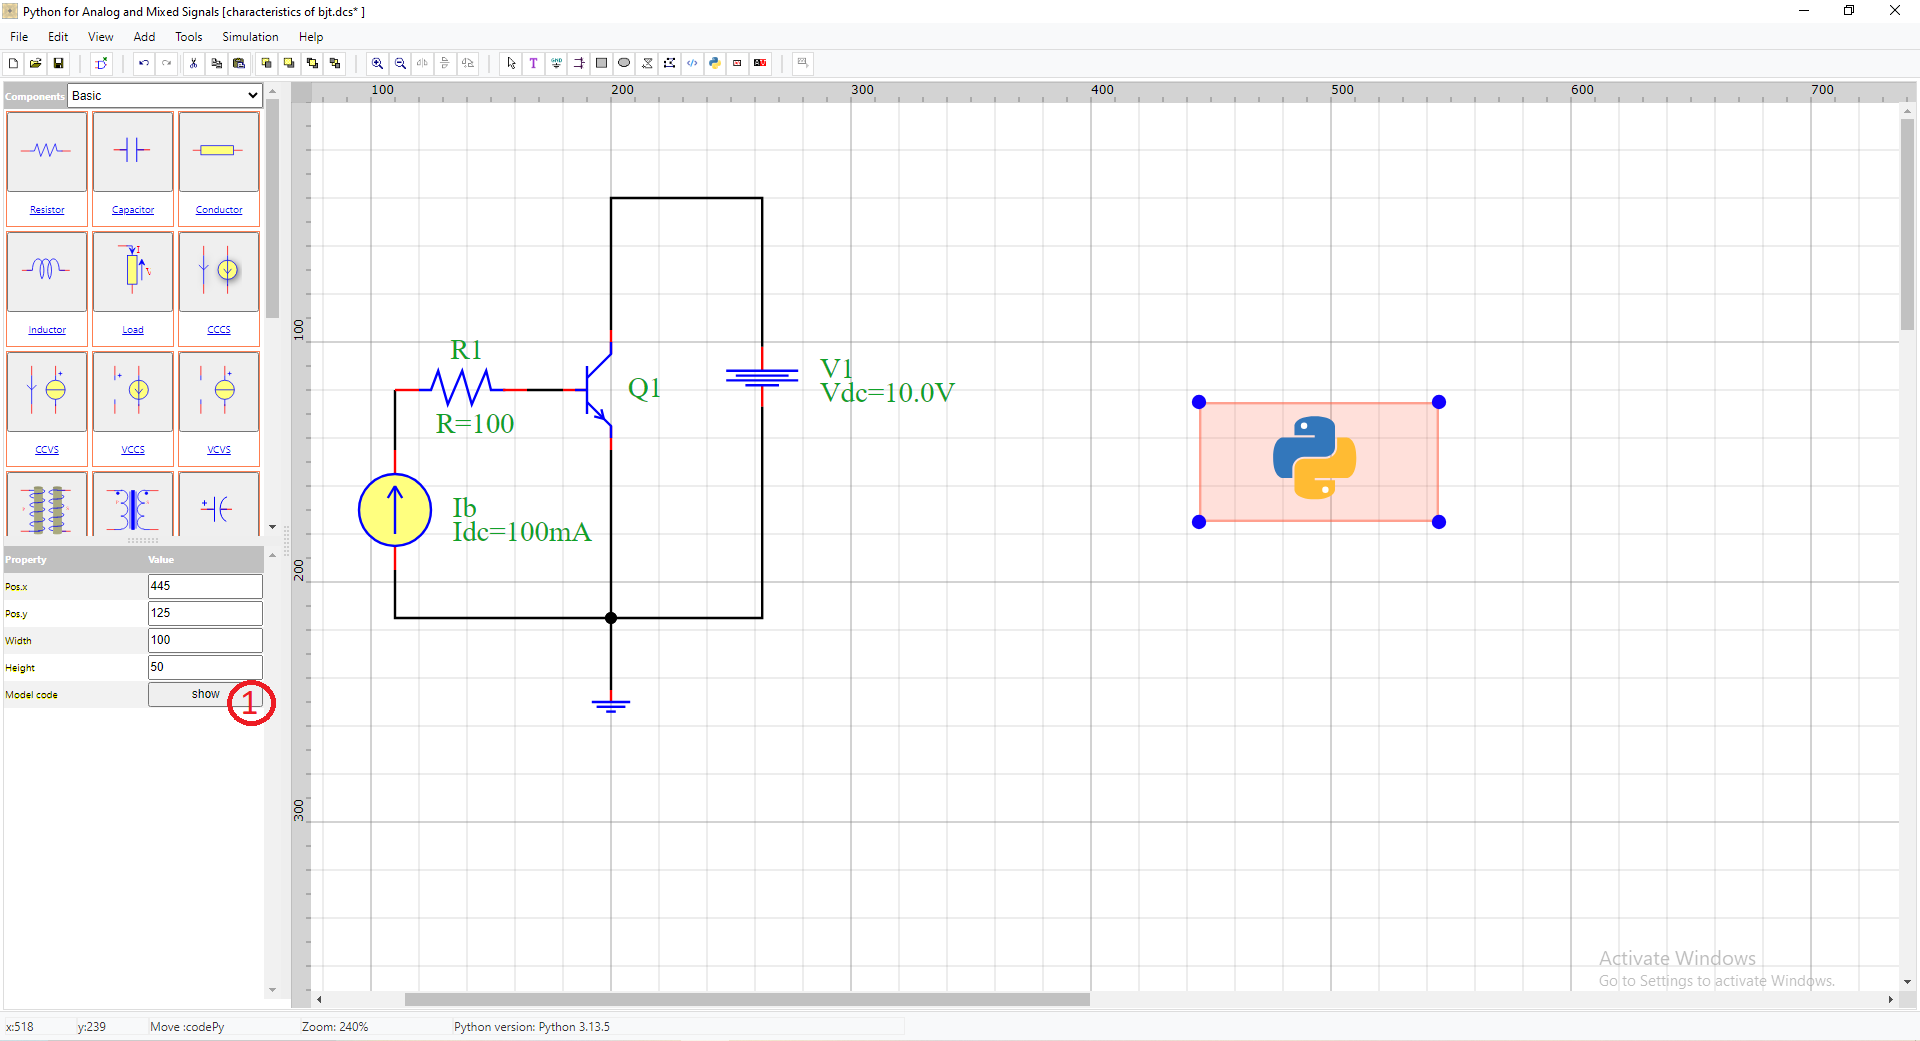 Python for Analog and Mixed Signals [characteristics of bjt.dcs* ]
File Edit View Add Tools Simulation Help
Components Basic
100 200 300 400 500 600 700
Resistor Capacitor Conductor
Inductor Load CCCS
CCVS VCCS VCVS
Property Value
Pos.x 445
Pos.y 125
Width 100
Height 50
Model code show
1
100
200
300
R1
R=100
Q1
V1
Vdc=10.0V
Ib
Idc=100mA
Activate Windows
Go to Settings to activate Windows.
x:518 y:239 Move :codePy Zoom: 240% Python version: Python 3.13.5